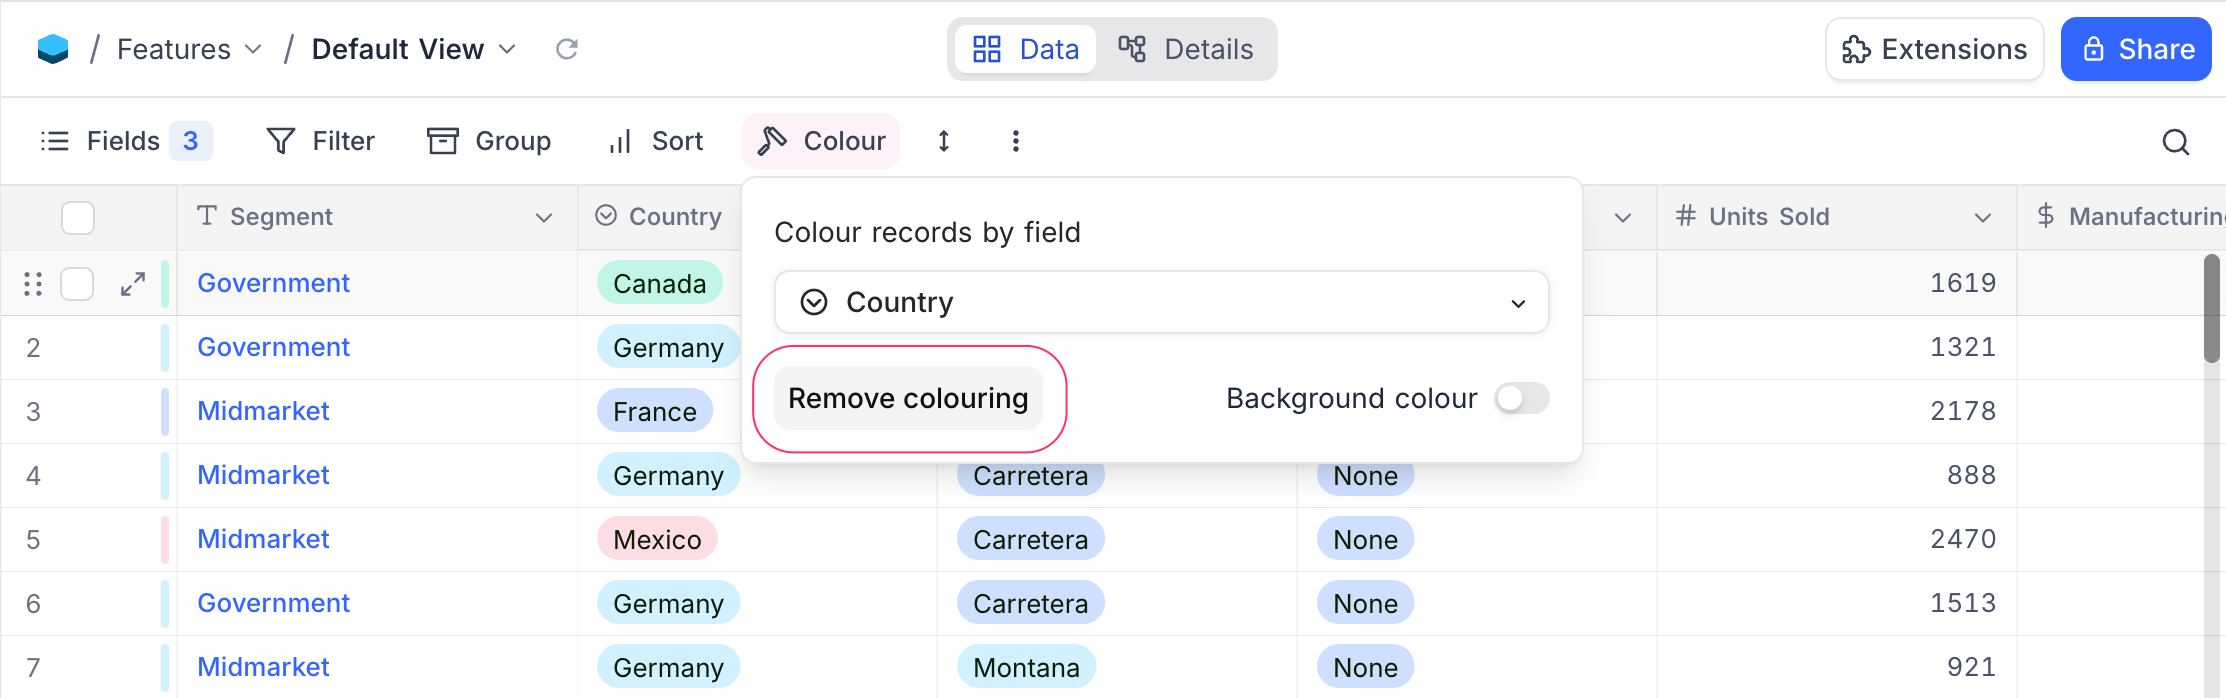 / Features / Default View Data Details Extensions Share
Fields 3 Filter Group Sort Colour
Segment Country # Units Sold $ Manufacturing
Colour records by field
Country
Remove colouring Background colour
Government Canada 1619
2 Government Germany 1321
3 Midmarket France 2178
4 Midmarket Germany Carretera None 888
5 Midmarket Mexico Carretera None 2470
6 Government Germany Carretera None 1513
7 Midmarket Germany Montana None 921